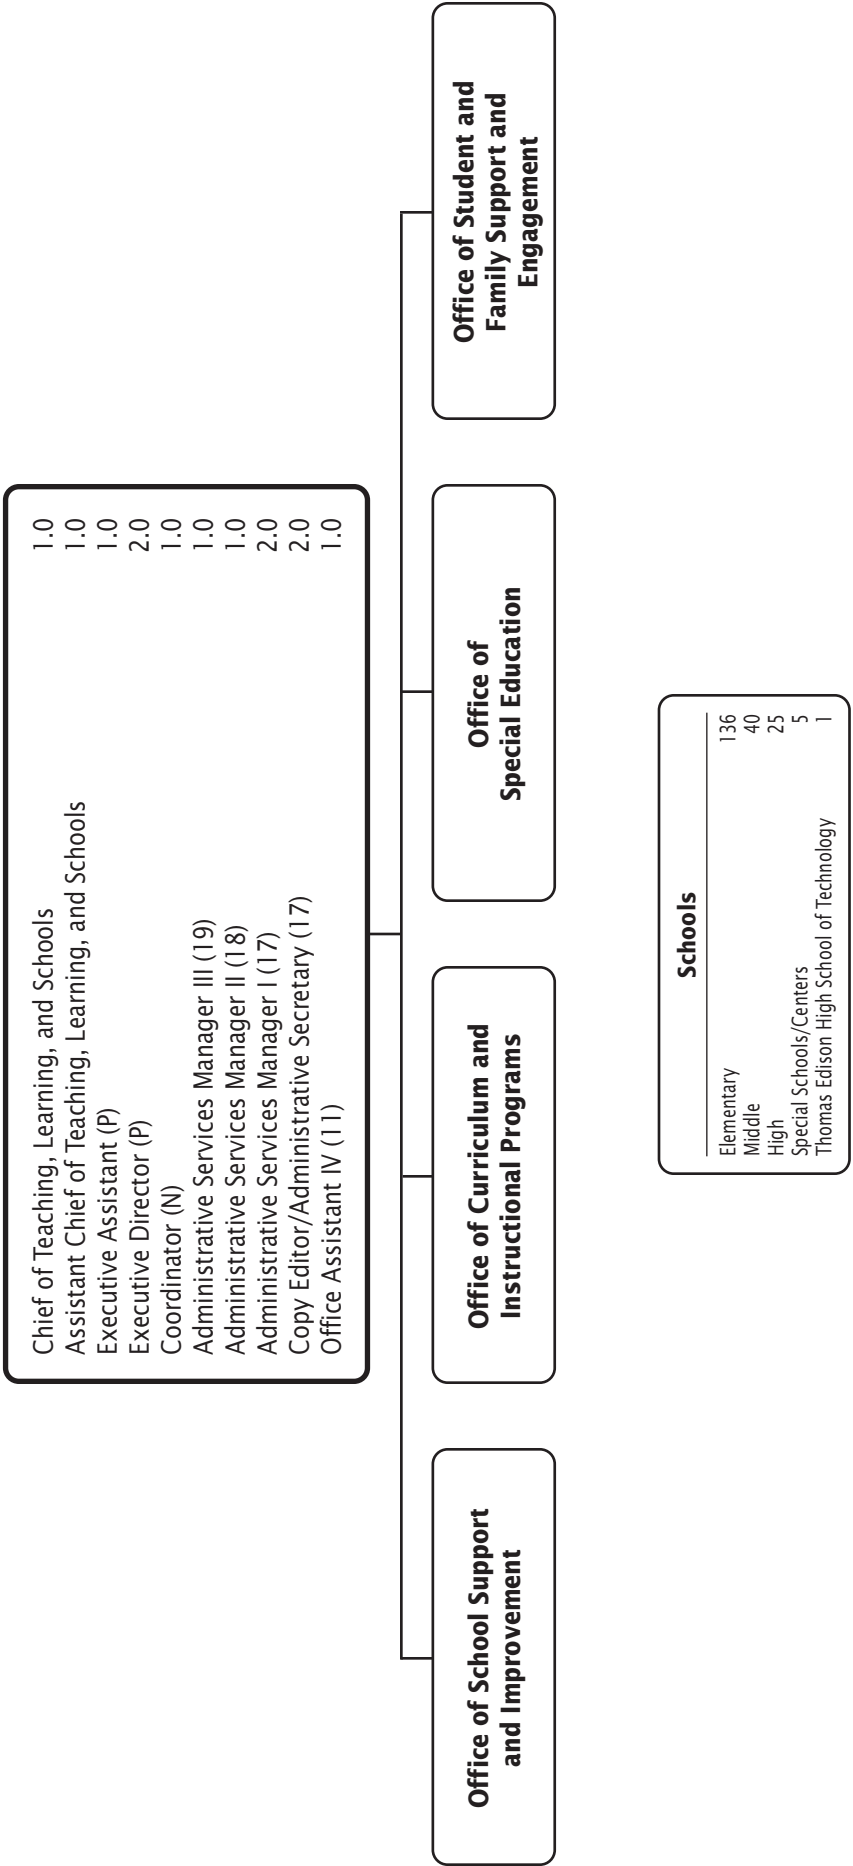 Chief of Teaching, Learning, and Schools 1.0
Assistant Chief of Teaching, Learning, and Schools 1.0
Executive Assistant (P) 1.0
Executive Director (P) 2.0
Coordinator (N) 1.0
Administrative Services Manager III (19) 1.0
Administrative Services Manager II (18) 1.0
Administrative Services Manager I (17) 2.0
Copy Editor/Administrative Secretary (17) 2.0
Office Assistant IV (11) 1.0
Office of School Support
and Improvement
Office of Curriculum and
Instructional Programs
Office of
Special Education
Office of Student and
Family Support and
Engagement
Schools
Elementary 136
Middle 40
High 25
Special Schools/Centers 5
Thomas Edison High School of Technology 1